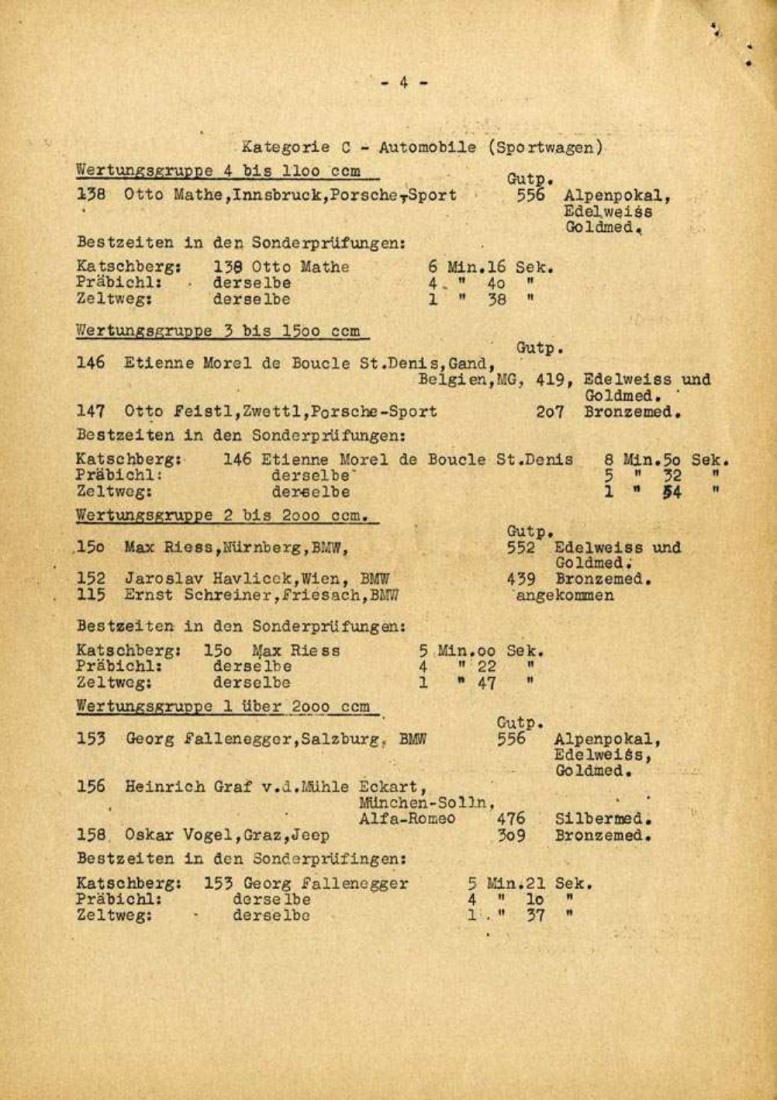 - 4 -
Kategorie C - Automobile (Sportwagen)
Wertungsgruppe 4 bis 11oo ccm
Gutp.
138 Otto Mathe,Innsbruck,Porsche-Sport 556 Alpenpokal,
Edelweiss
Goldmed.
Bestzeiten in den Sonderprüfungen:
Katschberg: 138 Otto Mathe 6 Min.16 Sek.
Präbichl: derselbe 4 " 4o "
Zeltweg: derselbe 1 " 38 "
Wertungsgruppe 3 bis 15oo ccm
Gutp.
146 Etienne Morel de Boucle St.Denis,Gand,
Belgien,MG, 419, Edelweiss und
Goldmed.
147 Otto Feistl,Zwettl,Porsche-Sport 2o7 Bronzemed.
Bestzeiten in den Sonderprüfungen:
Katschberg: 146 Etienne Morel de Boucle St.Denis 8 Min.5o Sek.
Präbichl: derselbe 5 " 32 "
Zeltweg: derselbe 1 " 54 "
Wertungsgruppe 2 bis 2ooo ccm.
Gutp.
15o Max Riess,Nürnberg,BMW, 552 Edelweiss und
Goldmed.
152 Jaroslav Havlicek,Wien, BMW 439 Bronzemed.
115 Ernst Schreiner,Friesach,BMW angekommen
Bestzeiten in den Sonderprüfungen:
Katschberg: 15o Max Riess 5 Min.oo Sek.
Präbichl: derselbe 4 " 22 "
Zeltweg: derselbe 1 " 47 "
Wertungsgruppe 1 über 2ooo ccm
Gutp.
153 Georg Fallenegger,Salzburg, BMW 556 Alpenpokal,
Edelweiss,
Goldmed.
156 Heinrich Graf v.d.Mühle Eckart,
München-Solln,
Alfa-Romeo 476 Silbermed.
158 Oskar Vogel,Graz,Jeep 3o9 Bronzemed.
Bestzeiten in den Sonderprüfingen:
Katschberg: 153 Georg Fallenegger 5 Min.21 Sek.
Präbichl: derselbe 4 " 1o "
Zeltweg: derselbe 1 " 37 "